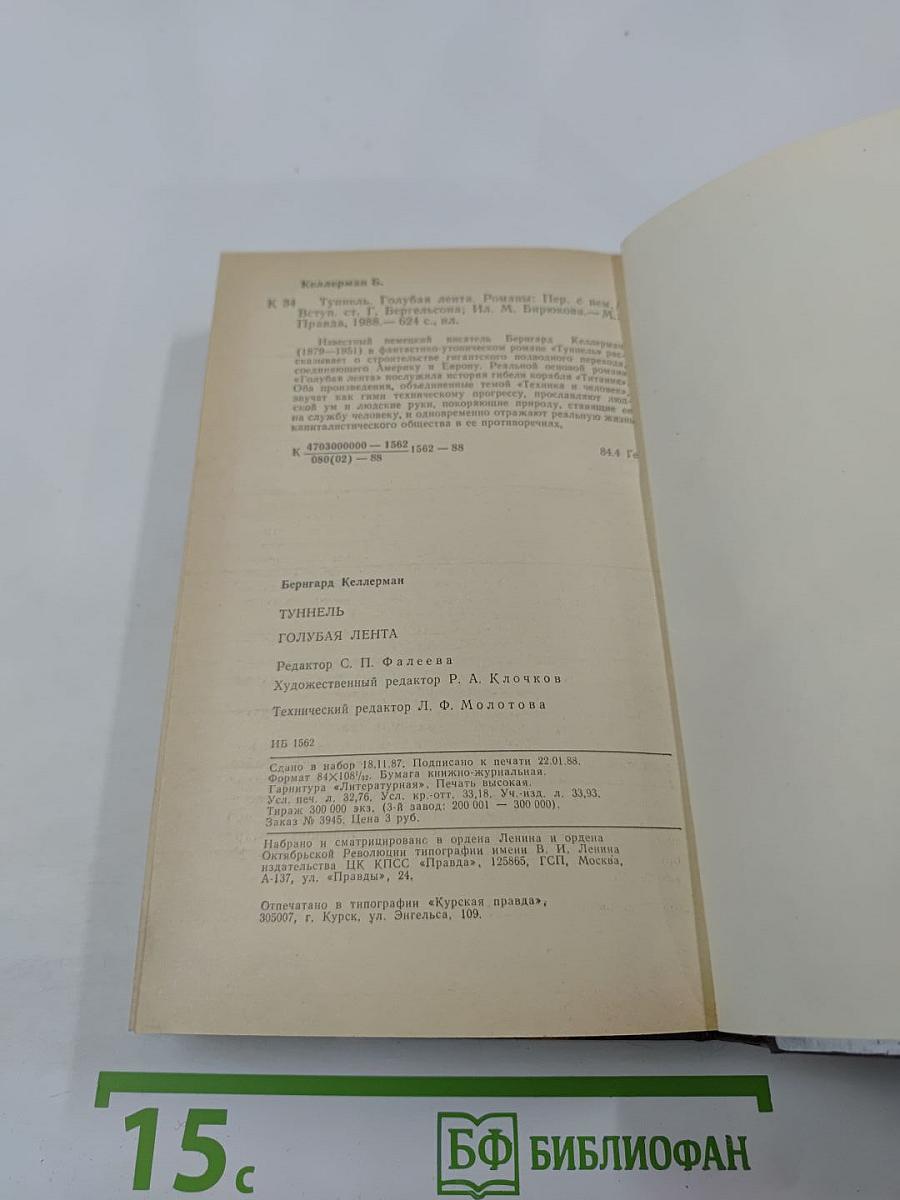 Келлерман Б.
К 34 Туннель. Голубая лента. Романы: Пер. с нем./
Вступ. ст. Г. Бергельсона; Ил. М. Бирюкова.— М.:
Правда, 1988.— 624 с., ил.
Известный немецкий писатель Бернгард Келлерман
(1879—1951) в фантастико-утопическом романе «Туннель» рас-
сказывает о строительстве гигантского подводного перехода,
соединяющего Америку и Европу. Реальной основой романа
«Голубая лента» послужила история гибели корабля «Титаник».
Оба произведения, объединенные темой «Техника и человек»,
звучат как гимн техническому прогрессу, прославляют люд-
ской ум и людские руки, покоряющие природу, ставящие ее
на службу человеку, и одновременно отражают реальную жизнь
капиталистического общества в ее противоречиях.
К 4703000000 — 1562 1562 — 88 84.4 Ге
080(02) — 88
Бернгард Келлерман
ТУННЕЛЬ
ГОЛУБАЯ ЛЕНТА
Редактор С. П. Фалеева
Художественный редактор Р. А. Клочков
Технический редактор Л. Ф. Молотова
ИБ 1562
Сдано в набор 18.11.87. Подписано к печати 22.01.88.
Формат 84×108¹/₃₂. Бумага книжно-журнальная.
Гарнитура «Литературная». Печать высокая.
Усл. печ. л. 32,76. Усл. кр.-отт. 33,18. Уч.-изд. л. 33,93.
Тираж 300 000 экз. (3-й завод: 200 001 — 300 000).
Заказ № 3945. Цена 3 руб.
Набрано и сматрицировано в ордена Ленина и ордена
Октябрьской Революции типографии имени В. И. Ленина
издательства ЦК КПСС «Правда», 125865, ГСП, Москва,
А-137, ул. «Правды», 24.
Отпечатано в типографии «Курская правда»,
305007, г. Курск, ул. Энгельса, 109.
15 с
БФ БИБЛИОФАН